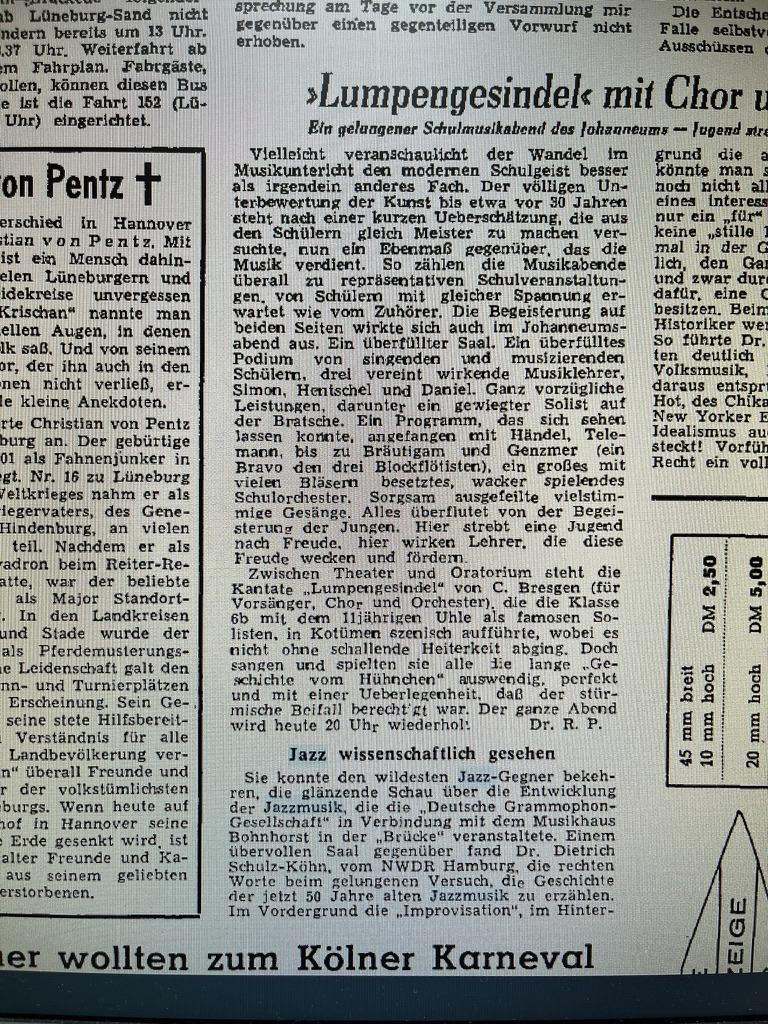 ab Lüneburg-Sand nicht
ndern bereits um 13 Uhr.
,37 Uhr. Weiterfahrt ab
em Fahrplan. Fahrgäste,
ollen, können diesen Bus
e ist die Fahrt 152 (Lü-
Uhr) eingerichtet.
on Pentz †
erschied in Hannover
stian von Pentz. Mit
ist ein Mensch dahin-
elen Lüneburgern und
idekreise unvergessen
Krischan" nannte man
ellen Augen, in denen
lk saß. Und von seinem
or, der ihn auch in den
onen nicht verließ, er-
le kleine Anekdoten.
rte Christian von Pentz
burg an. Der gebürtige
01 als Fahnenjunker in
egt. Nr. 16 zu Lüneburg
Weltkrieges nahm er als
iegervaters, des Gene-
Hindenburg, an vielen
teil. Nachdem er als
vadron beim Reiter-Re-
atte, war der beliebte
als Major Standort-
. In den Landkreisen
und Stade wurde der
als Pferdemusterungs-
ne Leidenschaft galt den
nn- und Turnierplätzen
Erscheinung. Sein Ge-
seine stete Hilfsbereit-
Verständnis für alle
Landbevölkerung ver-
n" überall Freunde und
r der volkstümlichsten
burgs. Wenn heute auf
hof in Hannover seine
e Erde gesenkt wird, ist
alter Freunde und Ka-
aus seinem geliebten
erstorbenen.
sprechung am Tage vor der Versammlung mir
gegenüber einen gegenteiligen Vorwurf nicht
erhoben.
Die Entsche
Falle selbstv
Ausschüssen
»Lumpengesindel« mit Chor u
Ein gelungener Schulmusikabend des Johanneums — Jugend stre
Vielleicht veranschaulicht der Wandel im
Musikunterricht den modernen Schulgeist besser
als irgendein anderes Fach. Der völligen Un-
terbewertung der Kunst bis etwa vor 30 Jahren
steht nach einer kurzen Ueberschätzung, die aus
den Schülern gleich Meister zu machen ver-
suchte, nun ein Ebenmaß gegenüber, das die
Musik verdient. So zählen die Musikabende
überall zu repräsentativen Schulveranstaltun-
gen, von Schülern mit gleicher Spannung er-
wartet wie vom Zuhörer. Die Begeisterung auf
beiden Seiten wirkte sich auch im Johanneums-
abend aus. Ein überfüllter Saal. Ein überfülltes
Podium von singenden und musizierenden
Schülern, drei vereint wirkende Musiklehrer,
Simon, Hentschel und Daniel. Ganz vorzügliche
Leistungen, darunter ein gewiegter Solist auf
der Bratsche. Ein Programm, das sich sehen
lassen konnte, angefangen mit Händel, Tele-
mann, bis zu Bräutigam und Genzmer (ein
Bravo den drei Blockflötisten), ein großes mit
vielen Bläsern besetztes, wacker spielendes
Schulorchester. Sorgsam ausgefeilte vielstim-
mige Gesänge. Alles überflutet von der Begei-
sterung der Jungen. Hier strebt eine Jugend
nach Freude, hier wirken Lehrer, die diese
Freude wecken und fördern.
Zwischen Theater und Oratorium steht die
Kantate „Lumpengesindel" von C. Bresgen (für
Vorsänger, Chor und Orchester), die die Klasse
6b mit dem 11jährigen Uhle als famosen So-
listen, in Kotümen szenisch aufführte, wobei es
nicht ohne schallende Heiterkeit abging. Doch
sangen und spielten sie alle die lange „Ge-
schichte vom Hühnchen" auswendig, perfekt
und mit einer Ueberlegenheit, daß der stür-
mische Beifall berechtigt war. Der ganze Abend
wird heute 20 Uhr wiederhol. Dr. R. P.
Jazz wissenschaftlich gesehen
Sie konnte den wildesten Jazz-Gegner bekeh-
ren, die glänzende Schau über die Entwicklung
der Jazzmusik, die die „Deutsche Grammophon-
Gesellschaft" in Verbindung mit dem Musikhaus
Bohnhorst in der „Brücke" veranstaltete. Einem
übervollen Saal gegenüber fand Dr. Dietrich
Schulz-Köhn, vom NWDR Hamburg, die rechten
Worte beim gelungenen Versuch, die Geschichte
der jetzt 50 Jahre alten Jazzmusik zu erzählen.
Im Vordergrund die „Improvisation", im Hinter-
grund die a
könnte man s
noch nicht all
eines interess
nur ein „für"
keine „stille
mal in der G
lich, den Gan
und zwar dur
dafür, eine C
besitzen. Beim
Historiker wer
So führte Dr.
ten deutlich
Volksmusik,
daraus entspr
Hot, des Chika
New Yorker E
Idealismus au
steckt! Vorfüh
Recht ein voll
45 mm breit
10 mm hoch DM 2,50
20 mm hoch DM 5,00
EIGE
er wollten zum Kölner Karneval